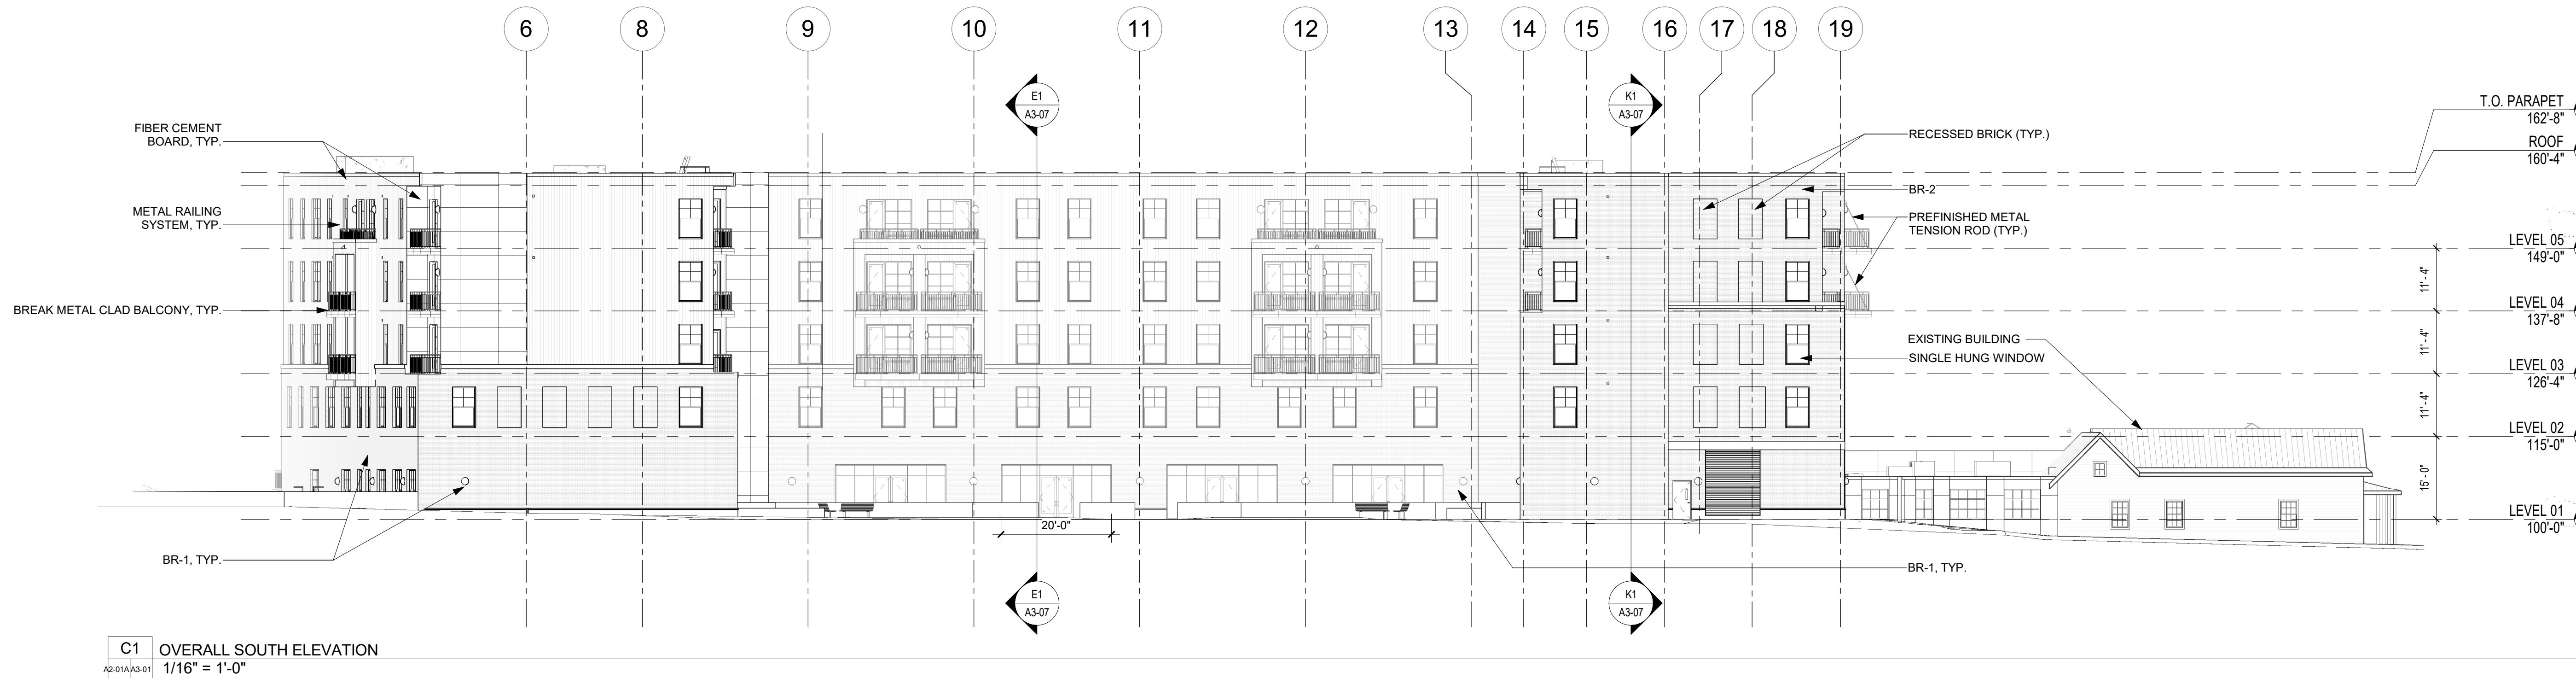 6 8 9 10 11 12 13 14 15 16 17 18 19
E1
A3-07
K1
A3-07
FIBER CEMENT
BOARD, TYP.
METAL RAILING
SYSTEM, TYP.
BREAK METAL CLAD BALCONY, TYP.
BR-1, TYP.
RECESSED BRICK (TYP.)
BR-2
PREFINISHED METAL
TENSION ROD (TYP.)
EXISTING BUILDING
SINGLE HUNG WINDOW
BR-1, TYP.
20'-0"
T.O. PARAPET
162'-8"
ROOF
160'-4"
LEVEL 05
149'-0"
11' - 4"
LEVEL 04
137'-8"
11' - 4"
LEVEL 03
126'-4"
11' - 4"
LEVEL 02
115'-0"
15' - 0"
LEVEL 01
100'-0"
E1
A3-07
K1
A3-07
C1 OVERALL SOUTH ELEVATION
A2-01A A3-01 1/16" = 1'-0"